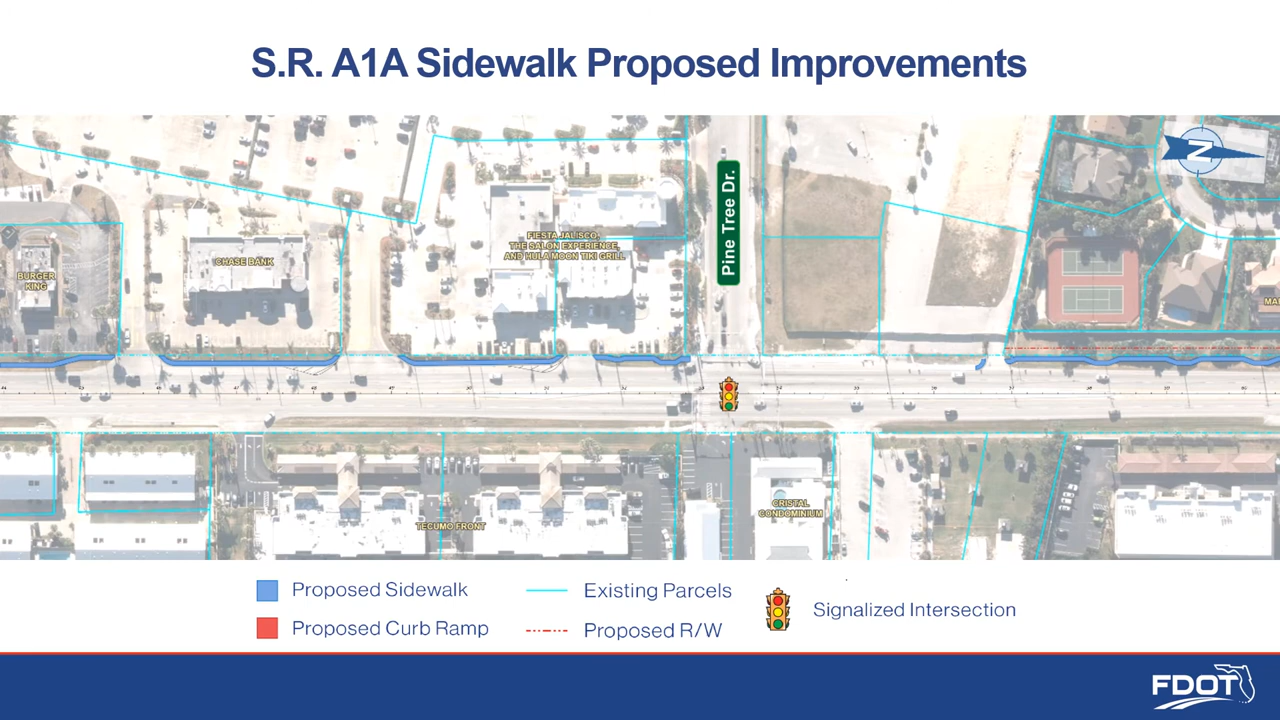 S.R. A1A Sidewalk Proposed Improvements
N
Pine Tree Dr.
FIESTA JALISCO,
THE SALON EXPERIENCE,
AND HULA MOON TIKI GRILL
CHASE BANK
BURGER
KING
CRISTAL
CONDOMINIUM
TECUMO FRONT
Proposed Sidewalk
Existing Parcels
Signalized Intersection
Proposed Curb Ramp
Proposed R/W
FDOT